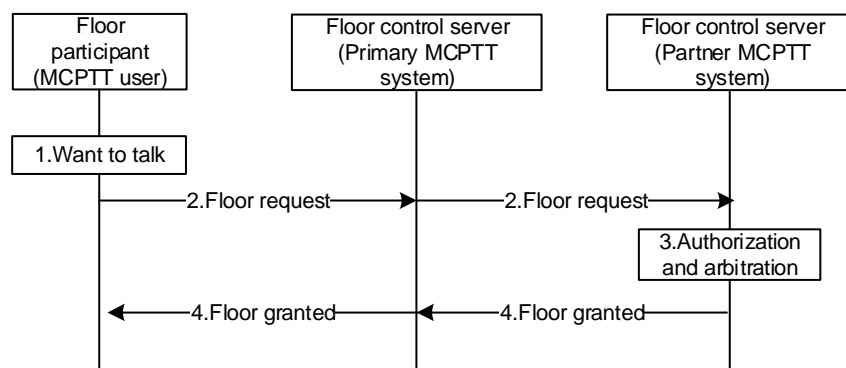 Floor
participant
(MCPTT user)
Floor control server
(Primary MCPTT
system)
Floor control server
(Partner MCPTT
system)
1.Want to talk
2.Floor request
2.Floor request
3.Authorization
and arbitration
4.Floor granted
4.Floor granted